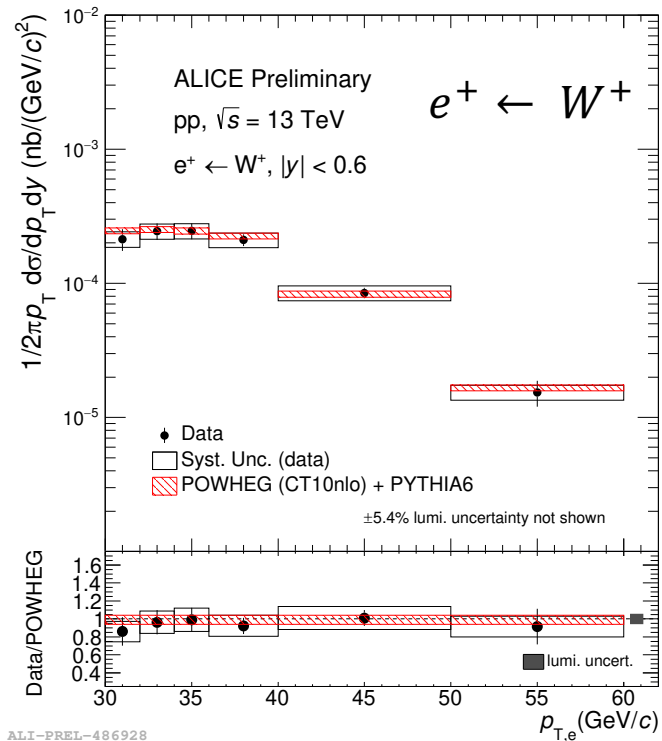 10⁻²
10⁻³
10⁻⁴
10⁻⁵
1/2πp_T dσ/dp_T dy (nb/(GeV/c)²)
ALICE Preliminary
e⁺ ← W⁺
pp, √s = 13 TeV
e⁺ ← W⁺, |y| < 0.6
Data
Syst. Unc. (data)
POWHEG (CT10nlo) + PYTHIA6
±5.4% lumi. uncertainty not shown
Data/POWHEG
1.6
1.4
1.2
1
0.8
0.6
0.4
lumi. uncert.
30 35 40 45 50 55 60
p_T,e (GeV/c)
ALI-PREL-486928